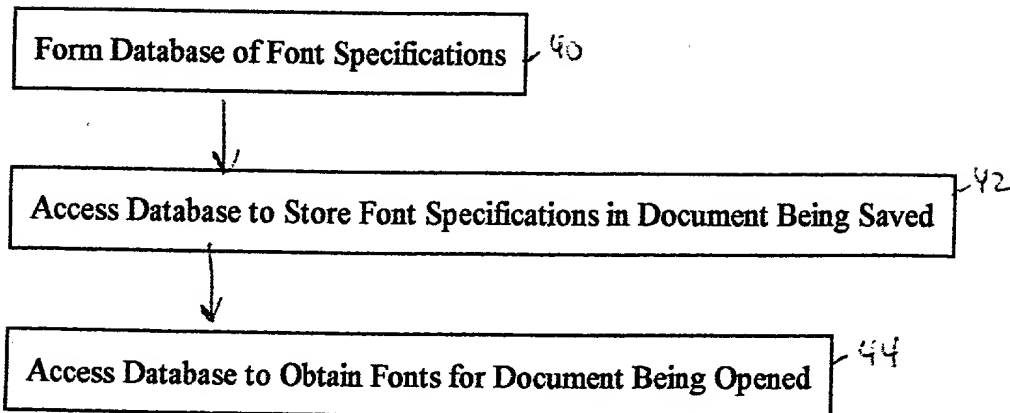 Form Database of Font Specifications 40
Access Database to Store Font Specifications in Document Being Saved 42
Access Database to Obtain Fonts for Document Being Opened 44